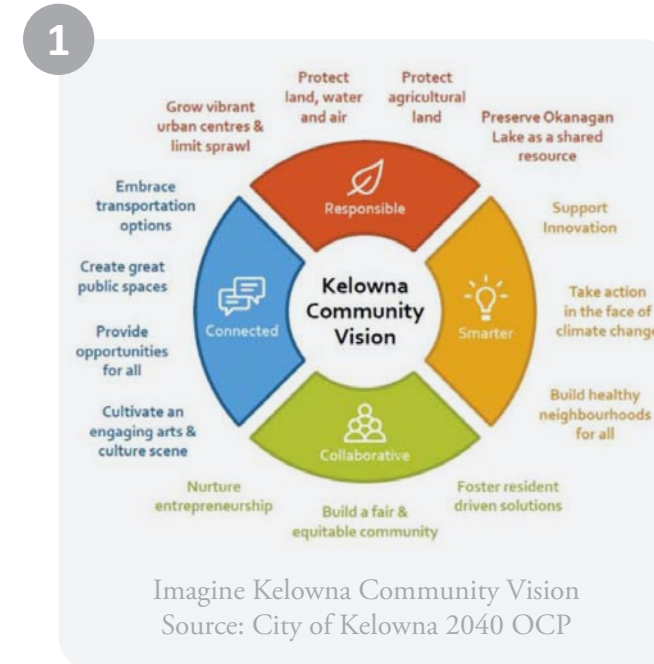 1
Protect
land, water
and air
Protect
agricultural
land
Grow vibrant
urban centres &
limit sprawl
Preserve Okanagan
Lake as a shared
resource
Responsible
Embrace
transportation
options
Create great
public spaces
Provide
opportunities
for all
Cultivate an
engaging arts &
culture scene
Connected
Kelowna
Community
Vision
Smarter
Support
Innovation
Take action
in the face of
climate change
Build healthy
neighbourhoods
for all
Collaborative
Nurture
entrepreneurship
Build a fair &
equitable community
Foster resident
driven solutions
Imagine Kelowna Community Vision
Source: City of Kelowna 2040 OCP